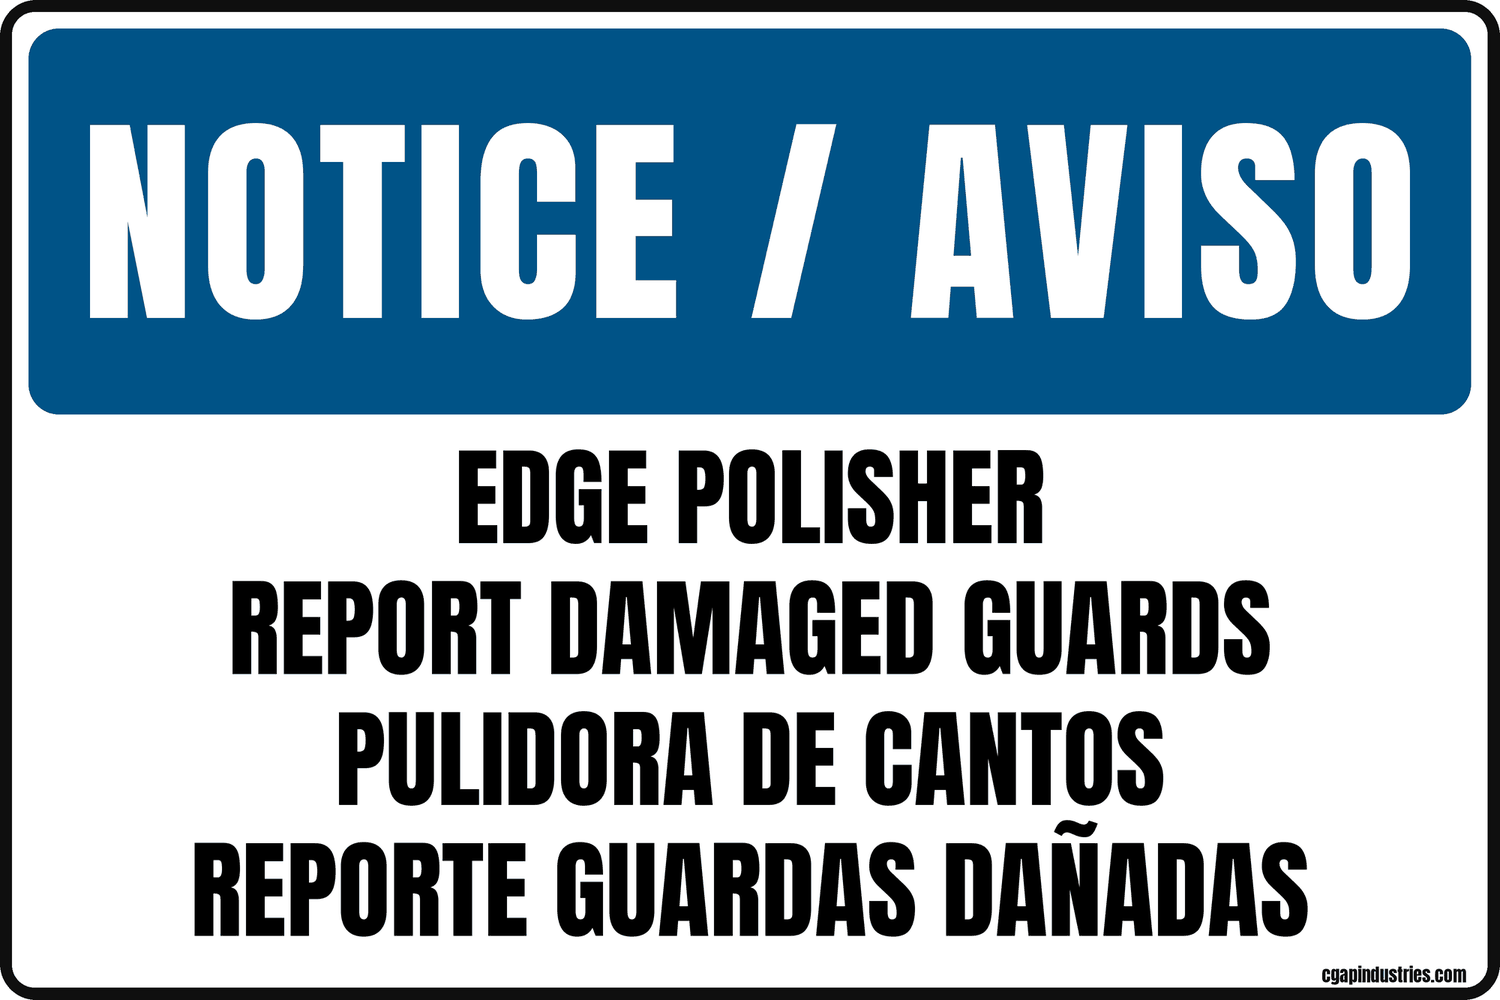 NOTICE / AVISO
EDGE POLISHER
REPORT DAMAGED GUARDS
PULIDORA DE CANTOS
REPORTE GUARDAS DAÑADAS
cgapindustries.com